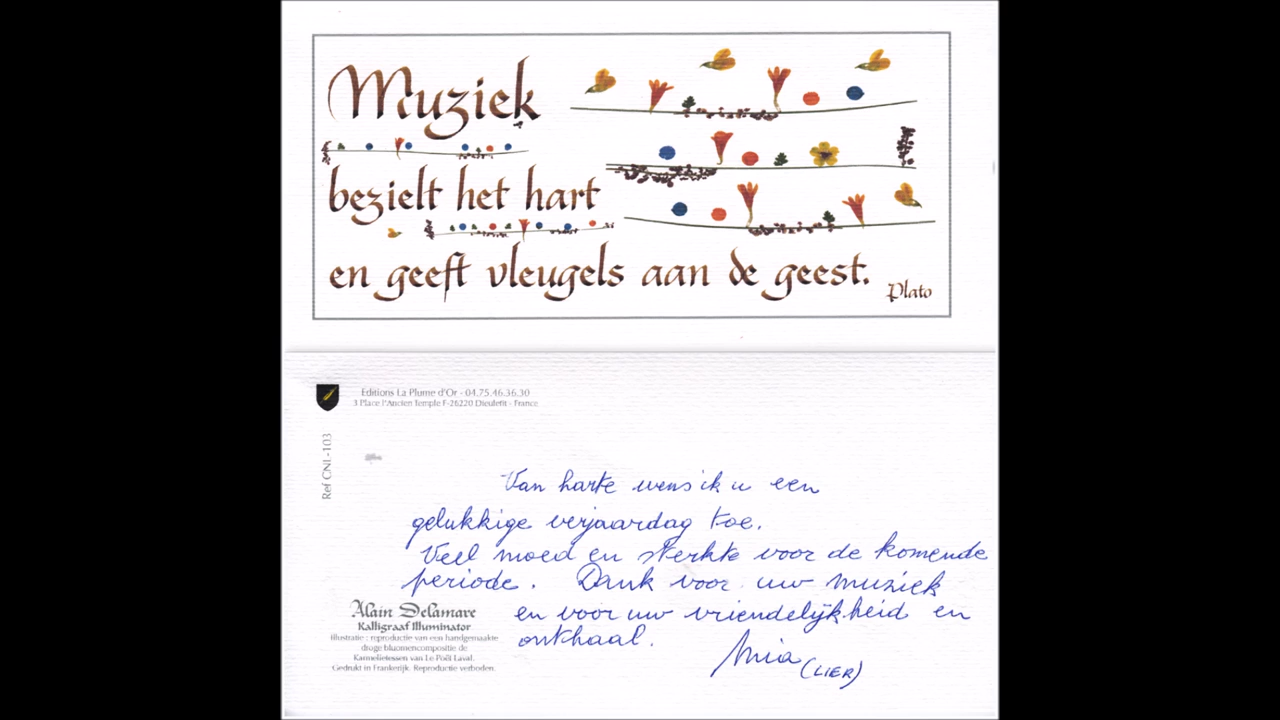 Muziek
bezielt het hart
en geeft vleugels aan de geest.
Plato
Editions La Plume d'Or - 04.75.46.36.30
3 Place l'Ancien Temple F-26220 Dieulefit - France
Ref CNL-103
Van harte wens ik u een
gelukkige verjaardag toe.
Veel moed en sterkte voor de komende
periode. Dank voor uw muziek
en voor uw vriendelijkheid en
onthaal.
Mia (LIER)
Alain Delamare
Kalligraaf Illuminator
Illustratie : reproductie van een handgemaakte
droge bluomencompositie de
Karmelietessen van Le Poët Laval.
Gedrukt in Frankerijk. Reproductie verboden.